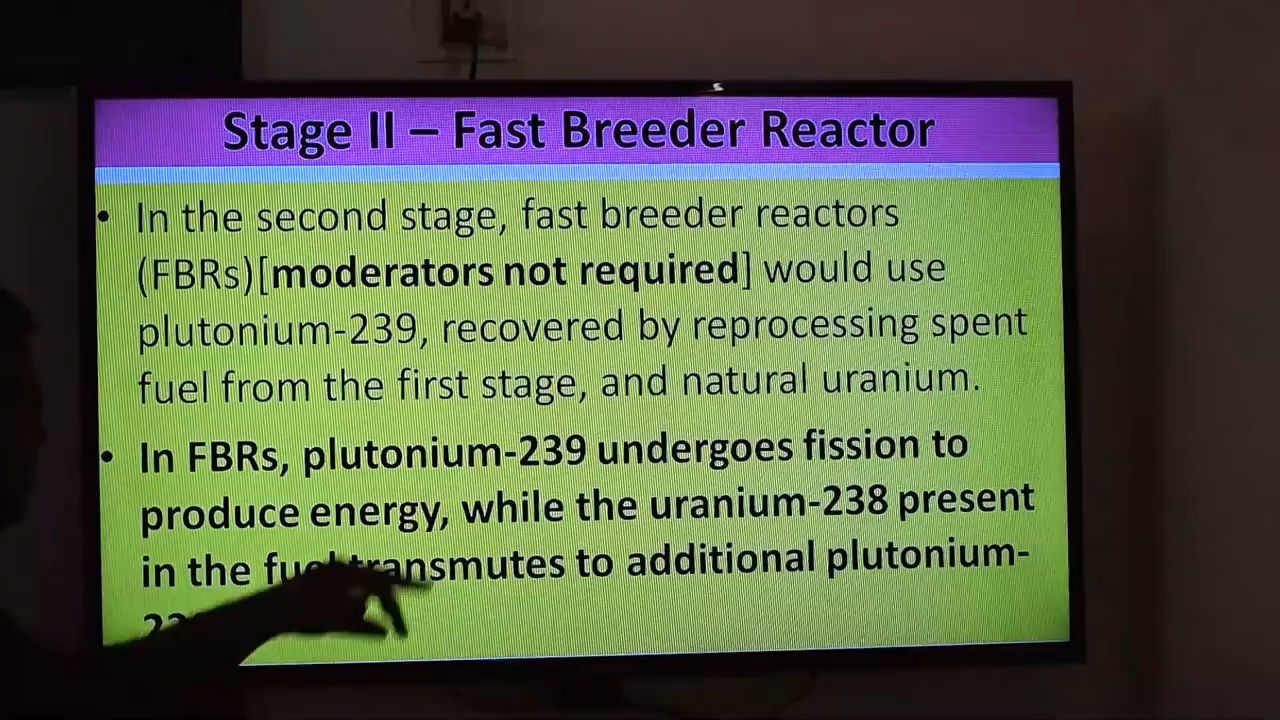 Stage II – Fast Breeder Reactor
• In the second stage, fast breeder reactors
(FBRs)[moderators not required] would use
plutonium-239, recovered by reprocessing spent
fuel from the first stage, and natural uranium.
• In FBRs, plutonium-239 undergoes fission to
produce energy, while the uranium-238 present
in the fuel transmutes to additional plutonium-